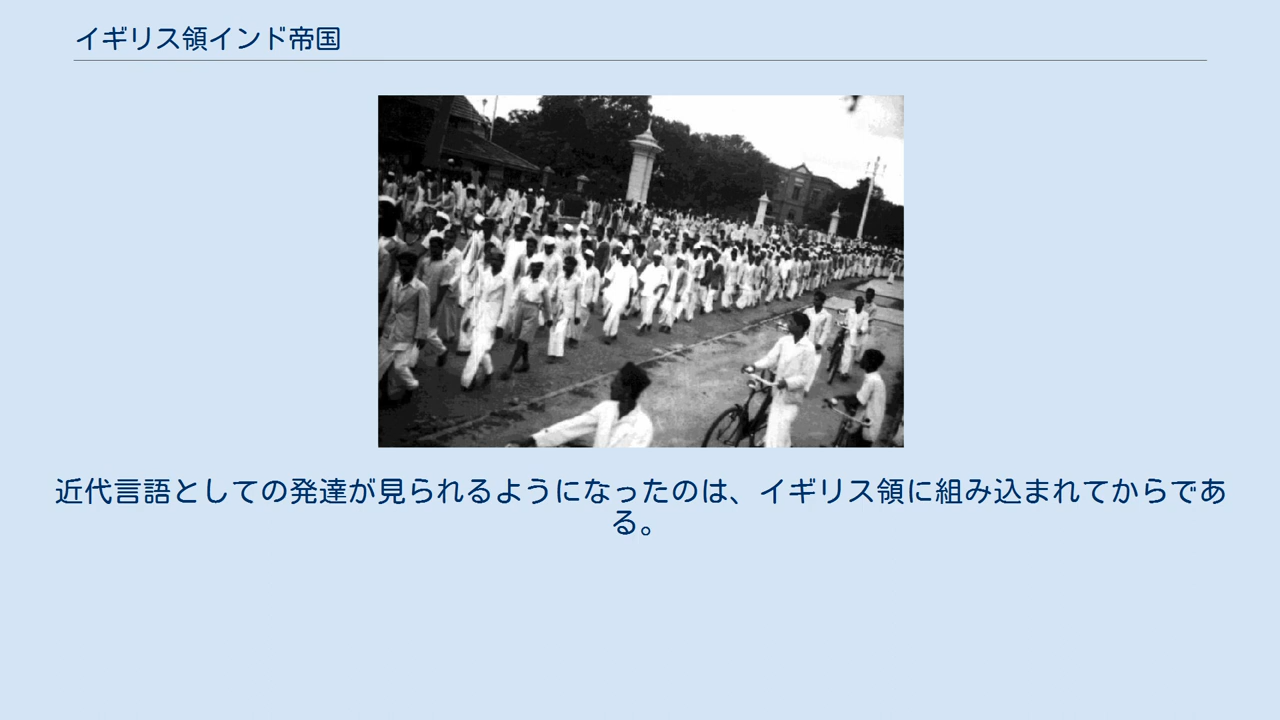 イギリス領インド帝国
近代言語としての発達が見られるようになったのは、イギリス領に組み込まれてからであ
る。